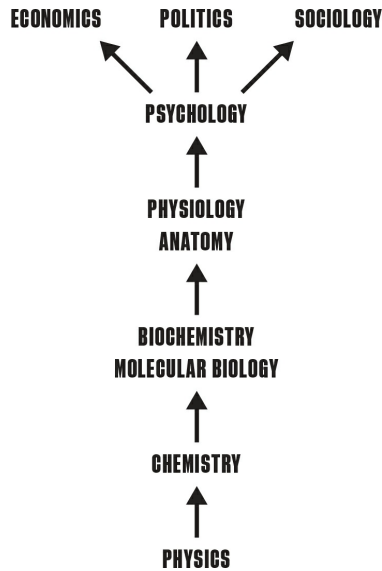 ECONOMICS POLITICS SOCIOLOGY
PSYCHOLOGY
PHYSIOLOGY
ANATOMY
BIOCHEMISTRY
MOLECULAR BIOLOGY
CHEMISTRY
PHYSICS